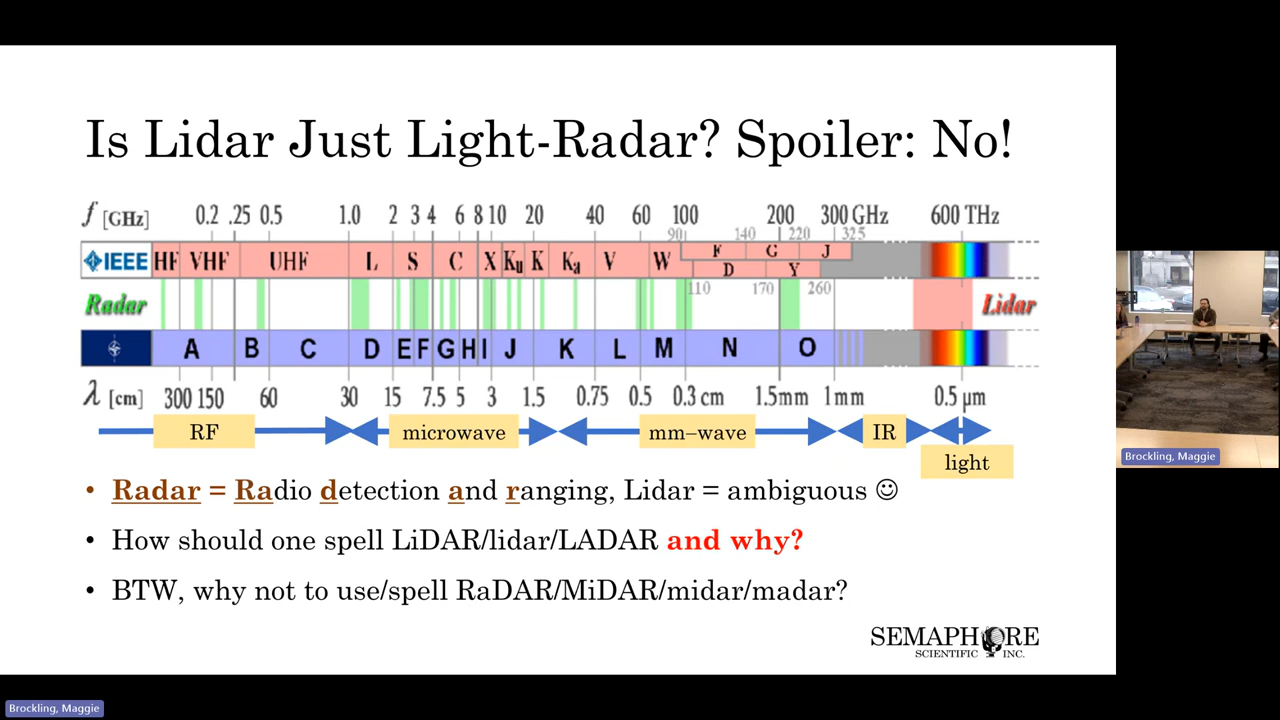 Is Lidar Just Light-Radar? Spoiler: No!
f [GHz] 0.2 .25 0.5 1.0 2 3 4 6 8 10 20 40 60 100 200 300 GHz 600 THz
90 140 220 325
IEEE HF VHF UHF L S C X Ku K Ka V W F G J
D Y
110 170 260
Radar Lidar
A B C D E F G H I J K L M N O
λ [cm] 300 150 60 30 15 7.5 5 3 1.5 0.75 0.5 0.3 cm 1.5mm 1mm 0.5 μm
RF microwave mm–wave IR
light
• Radar = Radio detection and ranging, Lidar = ambiguous ☺
• How should one spell LiDAR/lidar/LADAR and why?
• BTW, why not to use/spell RaDAR/MiDAR/midar/madar?
SEMAPHORE
SCIENTIFIC INC.
Brockling, Maggie
Brockling, Maggie